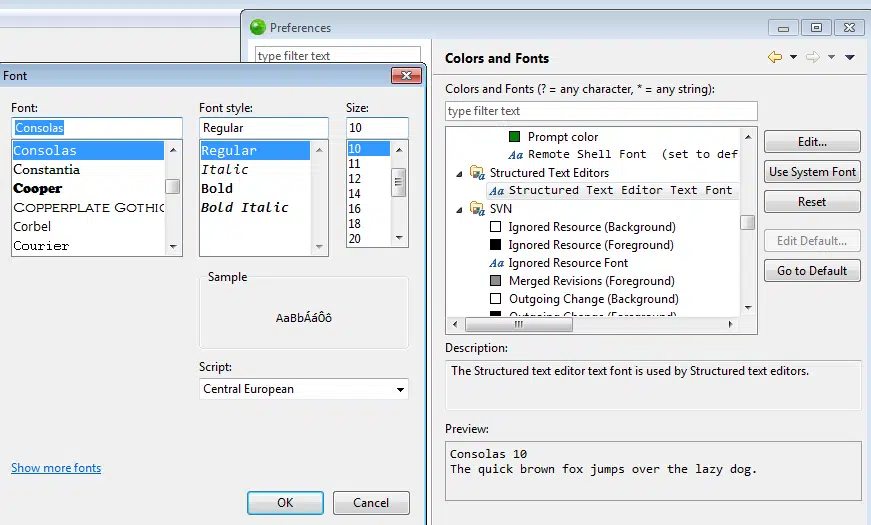 Preferences
type filter text
Font
Font:
Consolas
Consolas
Constantia
Cooper
COPPERPLATE GOTHIC
Corbel
Courier
Font style:
Regular
Regular
Italic
Bold
Bold Italic
Size:
10
10
11
12
14
16
18
20
Sample
AaBbÁáÔô
Script:
Central European
Show more fonts
OK
Cancel
Colors and Fonts
Colors and Fonts (? = any character, * = any string):
type filter text
Prompt color
Remote Shell Font (set to def
Structured Text Editors
Structured Text Editor Text Font
SVN
Ignored Resource (Background)
Ignored Resource (Foreground)
Ignored Resource Font
Merged Revisions (Foreground)
Outgoing Change (Background)
Outgoing Change (Foreground)
Edit...
Use System Font
Reset
Edit Default...
Go to Default
Description:
The Structured text editor text font is used by Structured text editors.
Preview:
Consolas 10
The quick brown fox jumps over the lazy dog.